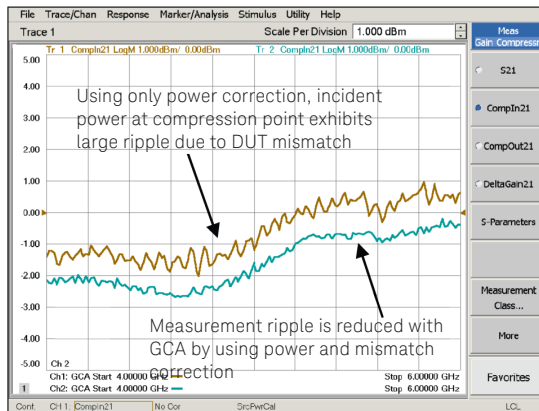 File Trace/Chan Response Marker/Analysis Stimulus Utility Help
Trace 1
Scale Per Division 1.000 dBm
Meas
Gain Compress
Tr 1 CompIn21 LogM 1.000dBm/ 0.00dBm
Tr 2 CompIn21 LogM 1.000dBm/ 0.00dBm
5.00
4.00
3.00
2.00
1.00
0.00
-1.00
-2.00
-3.00
-4.00
-5.00
Using only power correction, incident
power at compression point exhibits
large ripple due to DUT mismatch
Measurement ripple is reduced with
GCA by using power and mismatch
correction
Ch 2
Ch1: GCA Start 4.00000 GHz
Stop 6.00000 GHz
1
Ch2: GCA Start 4.00000 GHz
Stop 6.00000 GHz
S21
CompIn21
CompOut21
DeltaGain21
S-Parameters
Measurement
Class...
More
Favorites
Cont. CH 1: CompIn21 No Cor SrcPwrCal LCL